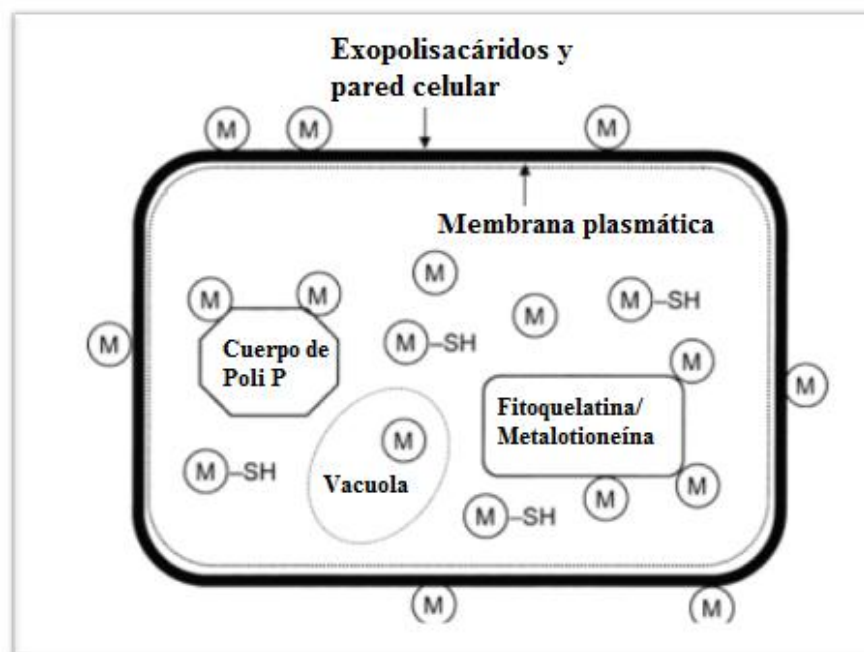 Exopolisacáridos y
pared celular
M M M
Membrana plasmática
M
M M M M–SH
M
M–SH
M
Cuerpo de
Poli P
M
M
Fitoquelatina/
Metalotioneína
M
M–SH
Vacuola
M
M
M–SH
M
M